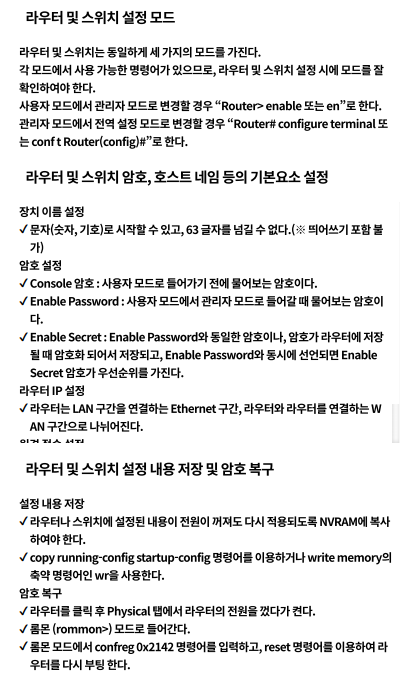 라우터 및 스위치 설정 모드
라우터 및 스위치는 동일하게 세 가지의 모드를 가진다.
각 모드에서 사용 가능한 명령어가 있으므로, 라우터 및 스위치 설정 시에 모드를 잘
확인하여야 한다.
사용자 모드에서 관리자 모드로 변경할 경우 “Router> enable 또는 en”로 한다.
관리자 모드에서 전역 설정 모드로 변경할 경우 “Router# configure terminal 또
는 conf t Router(config)#”로 한다.
라우터 및 스위치 암호, 호스트 네임 등의 기본요소 설정
장치 이름 설정
✓ 문자(숫자, 기호)로 시작할 수 있고, 63 글자를 넘길 수 없다.(※ 띄어쓰기 포함 불
가)
암호 설정
✓ Console 암호 : 사용자 모드로 들어가기 전에 물어보는 암호이다.
✓ Enable Password : 사용자 모드에서 관리자 모드로 들어갈 때 물어보는 암호이
다.
✓ Enable Secret : Enable Password와 동일한 암호이나, 암호가 라우터에 저장
될 때 암호화 되어서 저장되고, Enable Password와 동시에 선언되면 Enable
Secret 암호가 우선순위를 가진다.
라우터 IP 설정
✓ 라우터는 LAN 구간을 연결하는 Ethernet 구간, 라우터와 라우터를 연결하는 W
AN 구간으로 나뉘어진다.
라우터 및 스위치 설정 내용 저장 및 암호 복구
설정 내용 저장
✓ 라우터나 스위치에 설정된 내용이 전원이 꺼져도 다시 적용되도록 NVRAM에 복사
하여야 한다.
✓ copy running-config startup-config 명령어를 이용하거나 write memory의
축약 명령어인 wr을 사용한다.
암호 복구
✓ 라우터를 클릭 후 Physical 탭에서 라우터의 전원을 껐다가 켠다.
✓ 롬몬 (rommon>) 모드로 들어간다.
✓ 롬몬 모드에서 confreg 0x2142 명령어를 입력하고, reset 명령어를 이용하여 라
우터를 다시 부팅 한다.